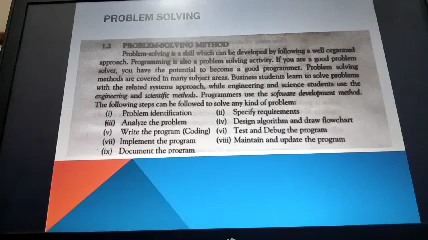 PROBLEM SOLVING
1.3 PROBLEM-SOLVING METHOD
Problem-solving is a skill which can be developed by following a well organised
approach. Programming is also a problem solving activity. If you are a good problem
solver, you have the potential to become a good programmer. Problem solving
methods are covered in many subject areas. Business students learn to solve problems
with the related systems approach, while engineering and science students use the
engineering and scientific methods. Programmers use the software development method.
The following steps can be followed to solve any kind of problem:
(i) Problem identification (ii) Specify requirements
(iii) Analyze the problem (iv) Design algorithm and draw flowchart
(v) Write the program (Coding) (vi) Test and Debug the program
(vii) Implement the program (viii) Maintain and update the program
(ix) Document the program